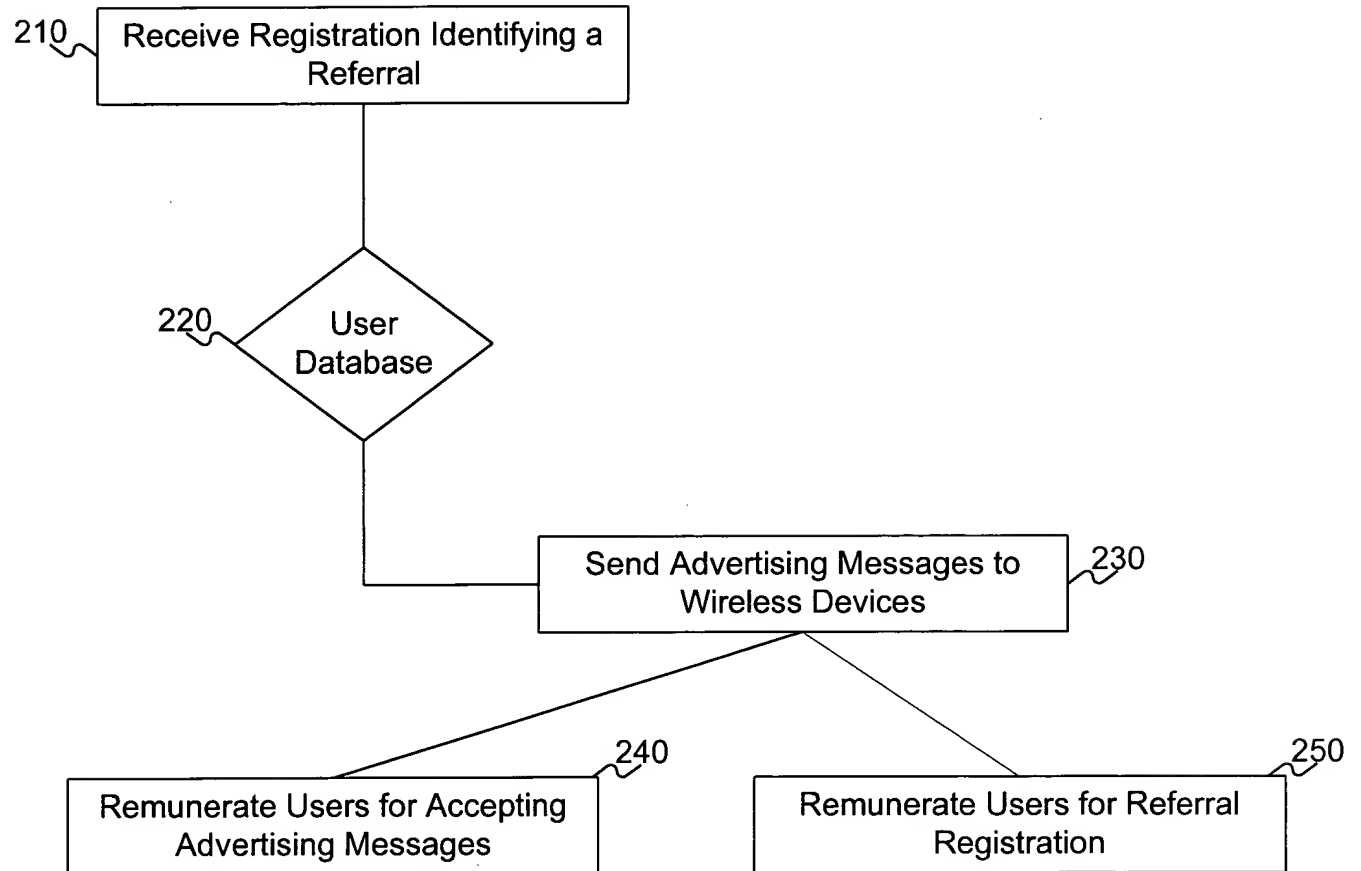 210
Receive Registration Identifying a
Referral
220
User
Database
Send Advertising Messages to
Wireless Devices
230
240
Remunerate Users for Accepting
Advertising Messages
250
Remunerate Users for Referral
Registration